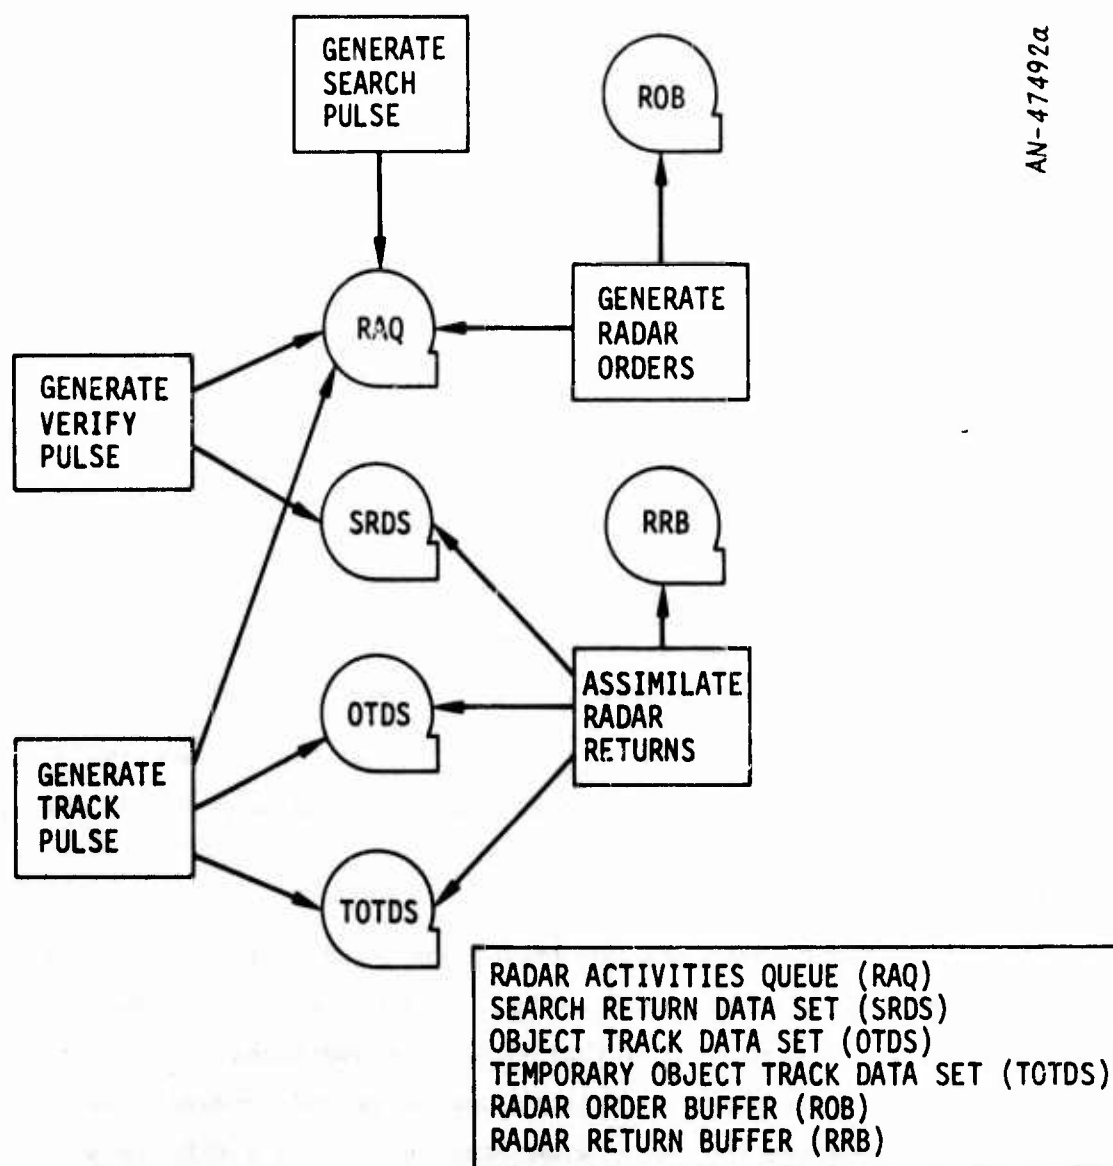 GENERATE
SEARCH
PULSE
ROB
AN-47492a
RAQ
GENERATE
RADAR
ORDERS
GENERATE
VERIFY
PULSE
SRDS
RRB
OTDS
ASSIMILATE
RADAR
RETURNS
GENERATE
TRACK
PULSE
TOTDS
RADAR ACTIVITIES QUEUE (RAQ)
SEARCH RETURN DATA SET (SRDS)
OBJECT TRACK DATA SET (OTDS)
TEMPORARY OBJECT TRACK DATA SET (TOTDS)
RADAR ORDER BUFFER (ROB)
RADAR RETURN BUFFER (RRB)